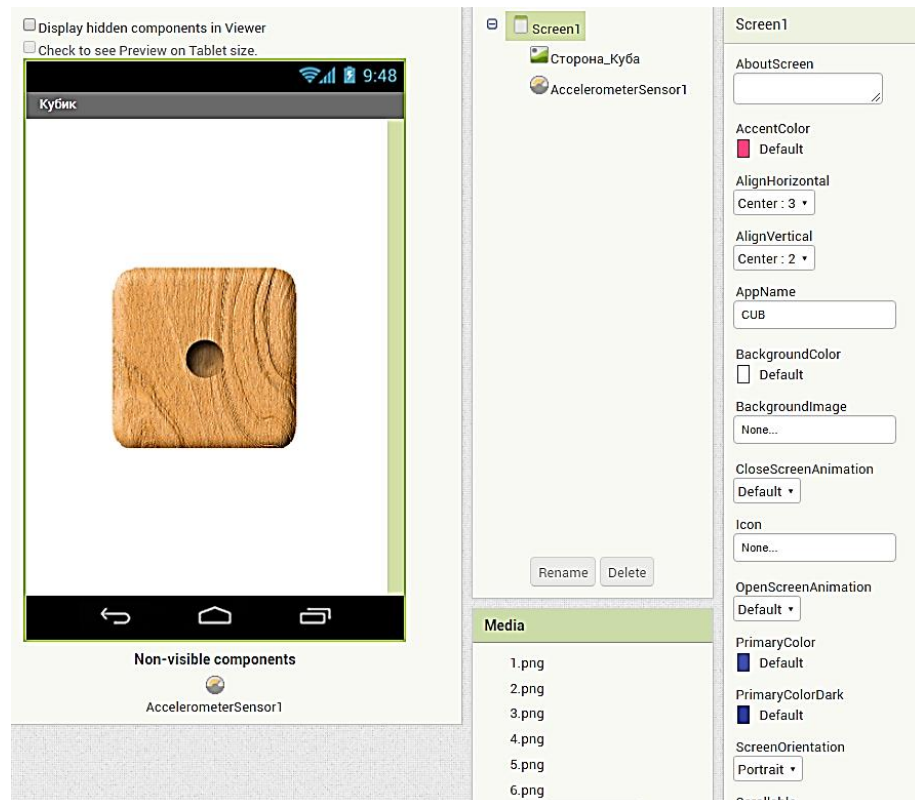 Display hidden components in Viewer
Check to see Preview on Tablet size.
9:48
Кубик
Non-visible components
AccelerometerSensor1
Screen1
Сторона_Куба
AccelerometerSensor1
Rename Delete
Media
1.png
2.png
3.png
4.png
5.png
6.png
Screen1
AboutScreen
AccentColor
Default
AlignHorizontal
Center : 3
AlignVertical
Center : 2
AppName
CUB
BackgroundColor
Default
BackgroundImage
None...
CloseScreenAnimation
Default
Icon
None...
OpenScreenAnimation
Default
PrimaryColor
Default
PrimaryColorDark
Default
ScreenOrientation
Portrait